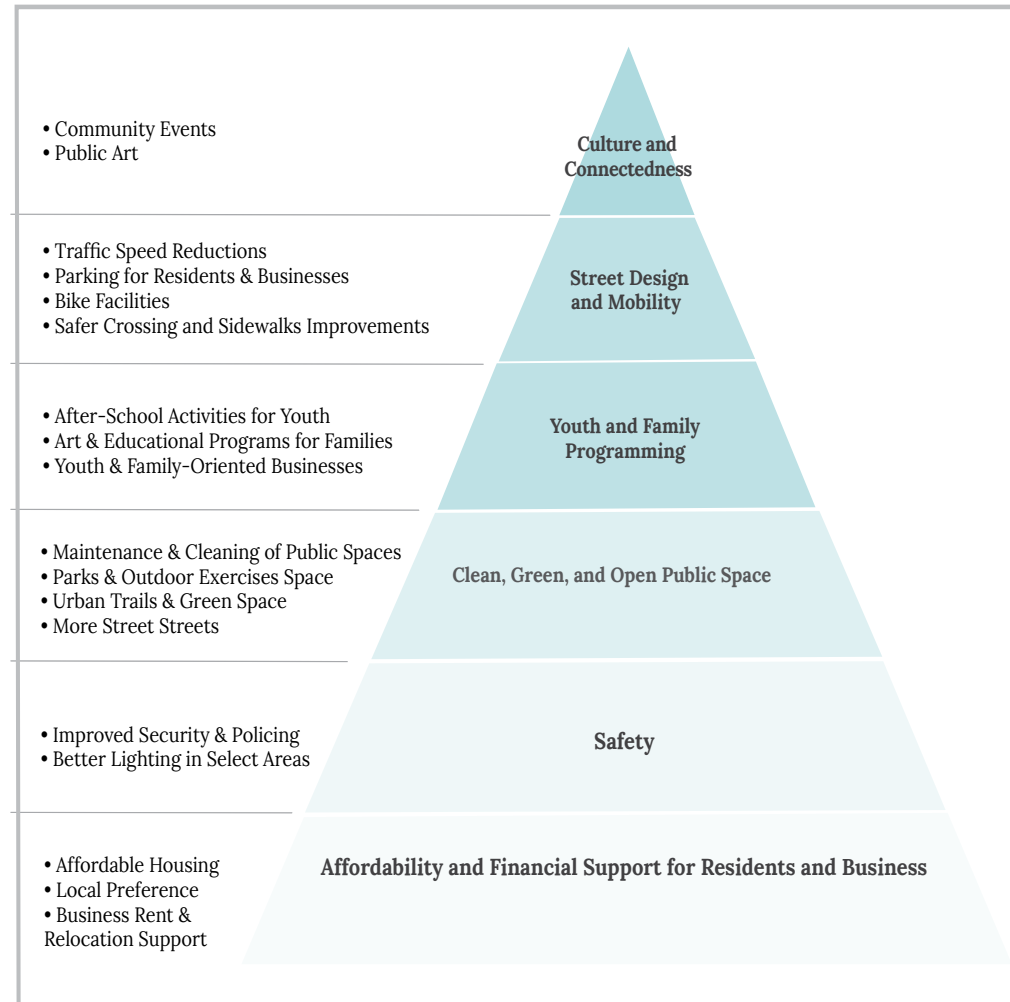 • Community Events
• Public Art
Culture and
Connectedness
• Traffic Speed Reductions
• Parking for Residents & Businesses
• Bike Facilities
• Safer Crossing and Sidewalks Improvements
Street Design
and Mobility
• After-School Activities for Youth
• Art & Educational Programs for Families
• Youth & Family-Oriented Businesses
Youth and Family
Programming
• Maintenance & Cleaning of Public Spaces
• Parks & Outdoor Exercises Space
• Urban Trails & Green Space
• More Street Streets
Clean, Green, and Open Public Space
• Improved Security & Policing
• Better Lighting in Select Areas
Safety
• Affordable Housing
• Local Preference
• Business Rent &
Relocation Support
Affordability and Financial Support for Residents and Business